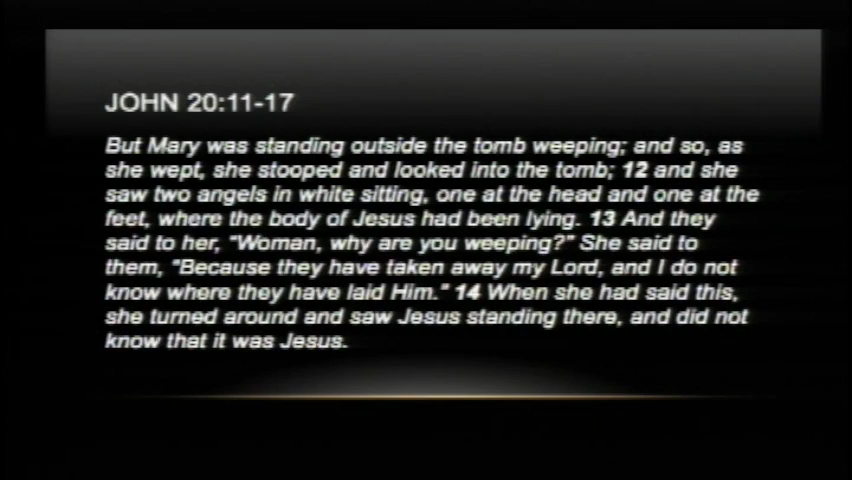 JOHN 20:11-17
But Mary was standing outside the tomb weeping; and so, as
she wept, she stooped and looked into the tomb; 12 and she
saw two angels in white sitting, one at the head and one at the
feet, where the body of Jesus had been lying. 13 And they
said to her, "Woman, why are you weeping?" She said to
them, "Because they have taken away my Lord, and I do not
know where they have laid Him." 14 When she had said this,
she turned around and saw Jesus standing there, and did not
know that it was Jesus.